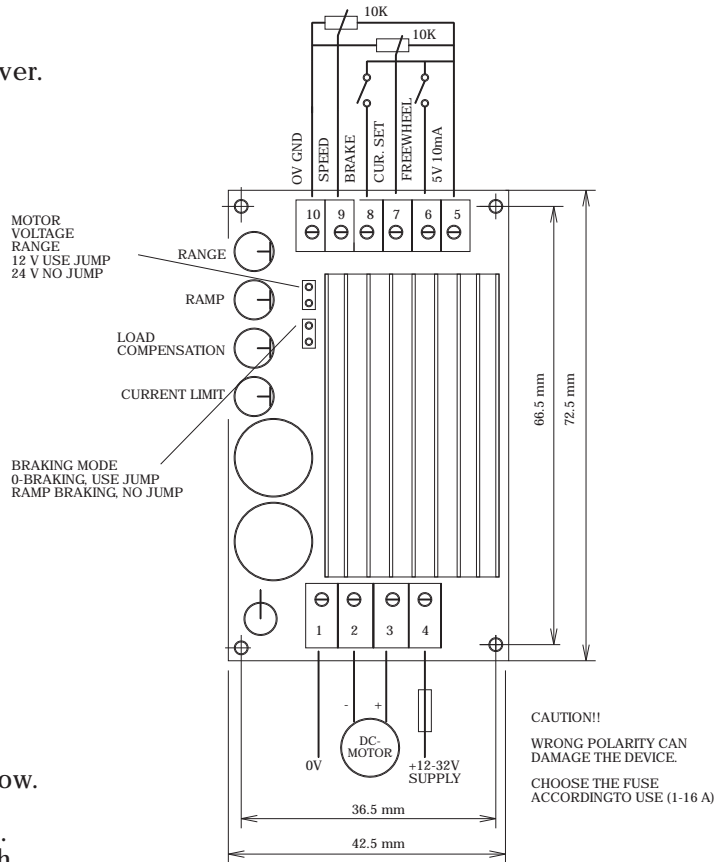 10K
10K
ver.
OV GND
SPEED
BRAKE
CUR. SET
FREEWHEEL
5V 10mA
10 9 8 7 6 5
MOTOR
VOLTAGE
RANGE
12 V USE JUMP
24 V NO JUMP
RANGE
RAMP
LOAD
COMPENSATION
CURRENT LIMIT
66.5 mm
72.5 mm
BRAKING MODE
0-BRAKING, USE JUMP
RAMP BRAKING, NO JUMP
1 2 3 4
- +
DC-
MOTOR
0V
+12-32V
SUPPLY
CAUTION!!
WRONG POLARITY CAN
DAMAGE THE DEVICE.
CHOOSE THE FUSE
ACCORDINGTO USE (1-16 A)
ow.
36.5 mm
.
h
42.5 mm